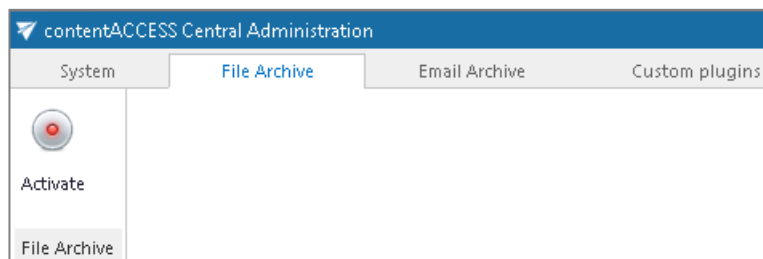 contentACCESS Central Administration
System File Archive Email Archive Custom plugins
Activate
File Archive